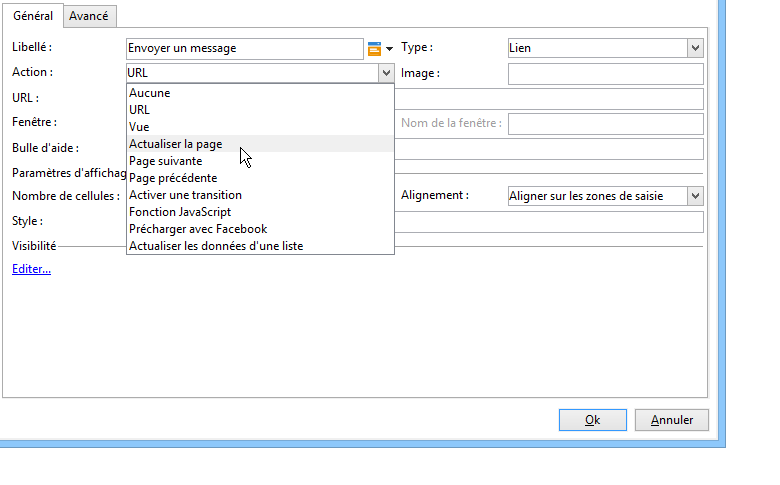 Général Avancé
Libellé : Envoyer un message Type : Lien
Action : URL Image :
URL : Aucune
URL
Fenêtre : Vue Nom de la fenêtre :
Actualiser la page
Bulle d'aide :
Page suivante
Paramètres d'affichag Page précédente
Nombre de cellules : Activer une transition Alignement : Aligner sur les zones de saisie
Fonction JavaScript
Style : Précharger avec Facebook
Visibilité Actualiser les données d'une liste
Editer...
Ok Annuler